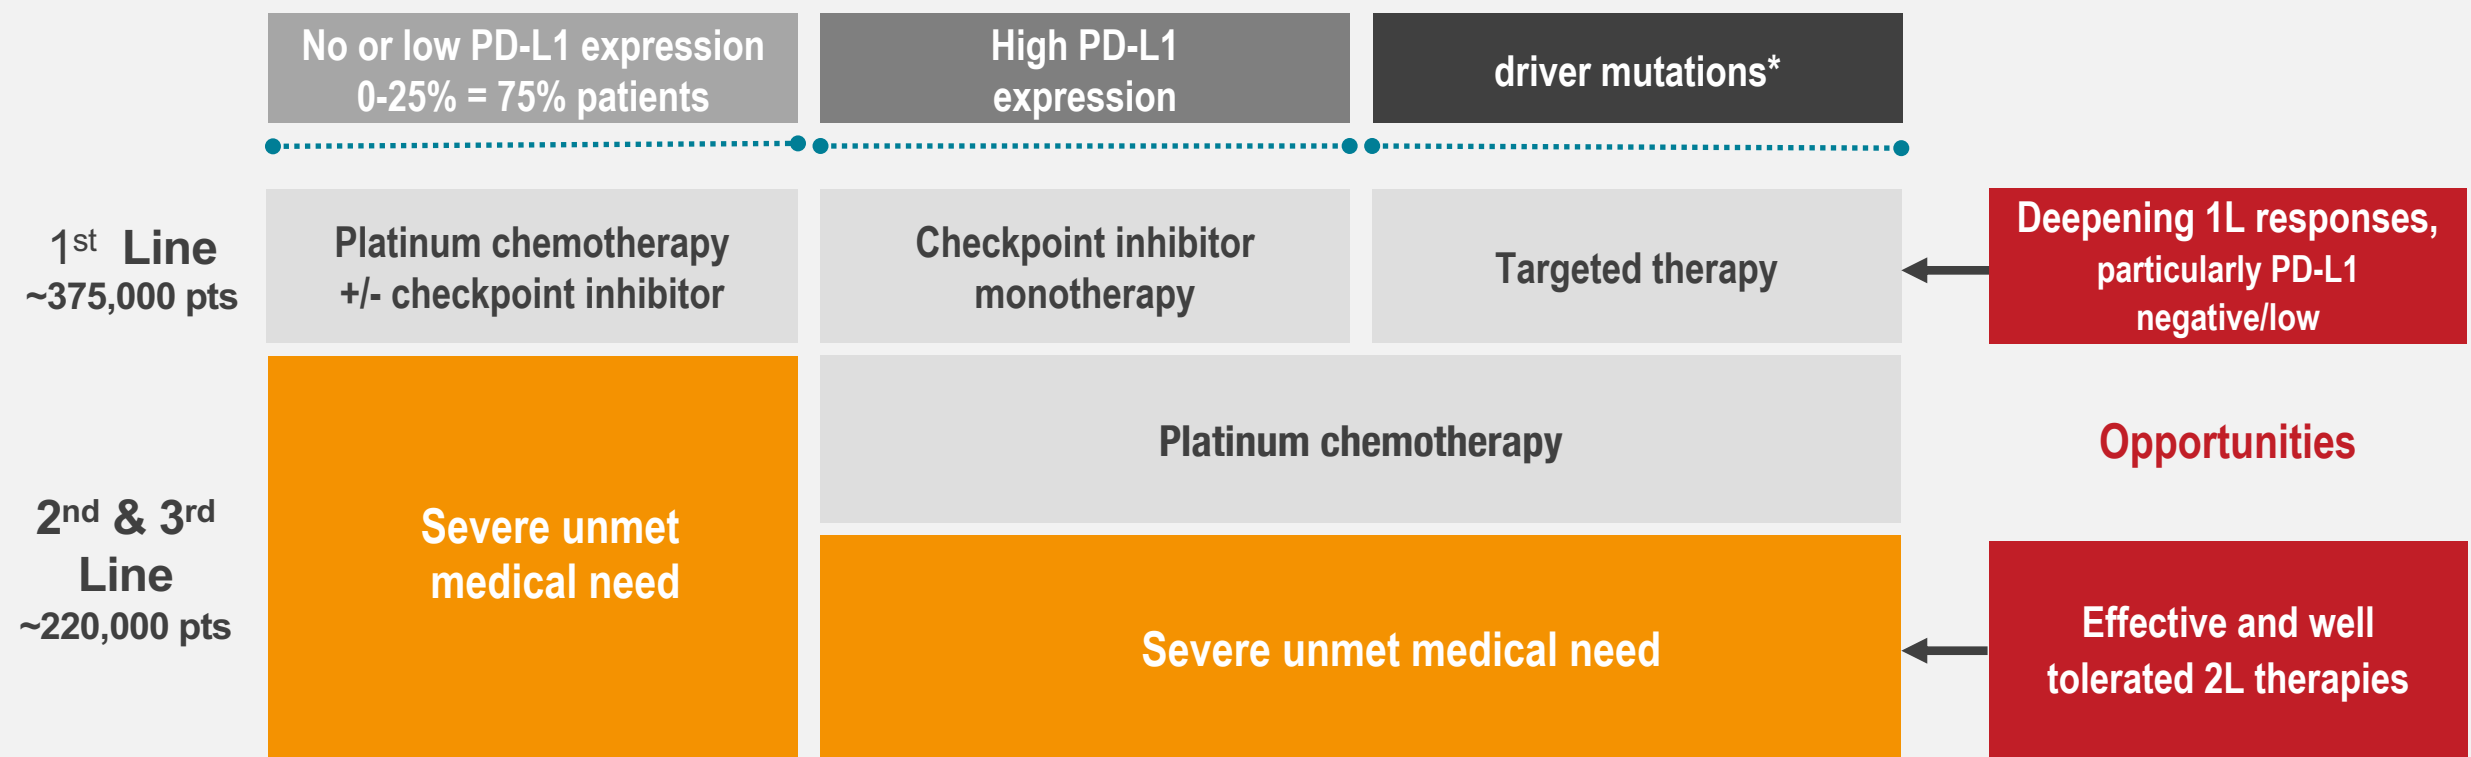 No or low PD-L1 expression
0-25% = 75% patients
High PD-L1
expression
driver mutations*
1st Line
~375,000 pts
Platinum chemotherapy
+/- checkpoint inhibitor
Checkpoint inhibitor
monotherapy
Targeted therapy
Deepening 1L responses,
particularly PD-L1
negative/low
2nd & 3rd
Line
~220,000 pts
Severe unmet
medical need
Platinum chemotherapy
Opportunities
Severe unmet medical need
Effective and well
tolerated 2L therapies